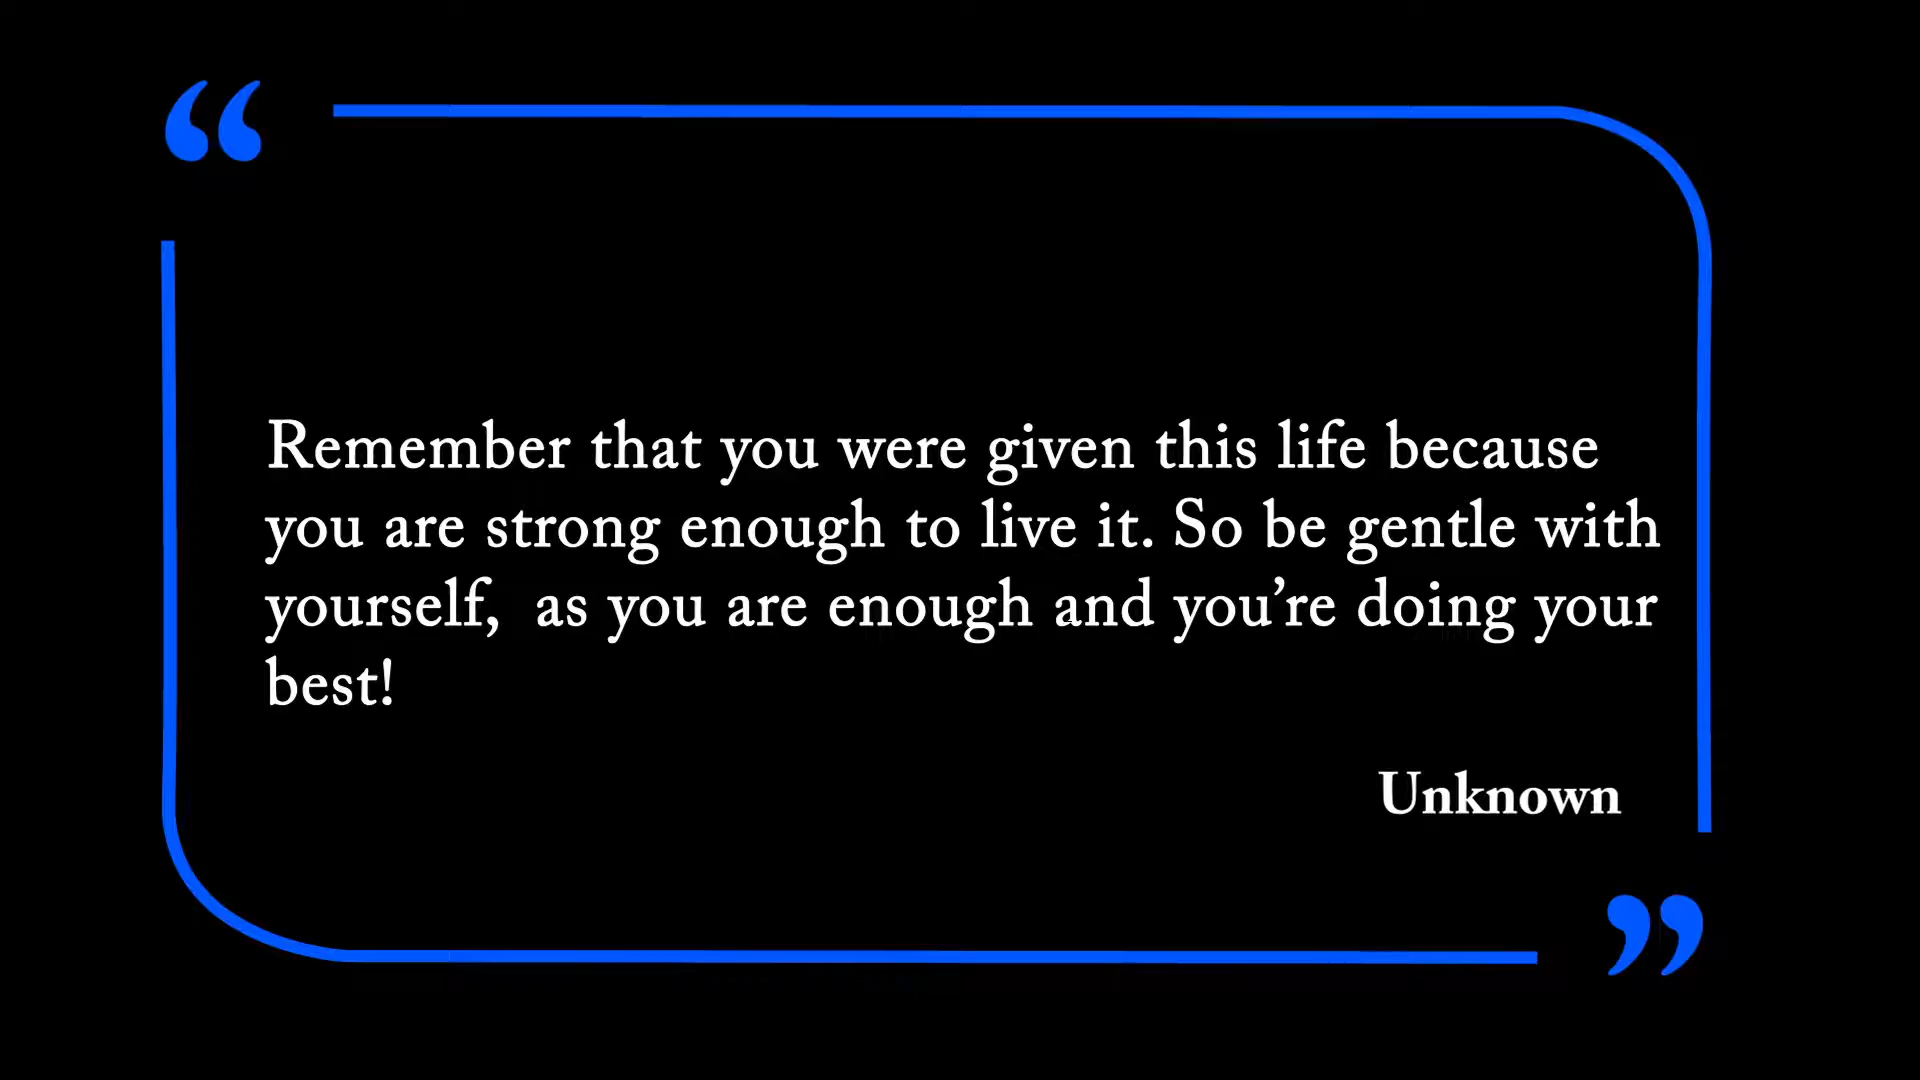 “
Remember that you were given this life because
you are strong enough to live it. So be gentle with
yourself,  as you are enough and you’re doing your
best!
Unknown
”